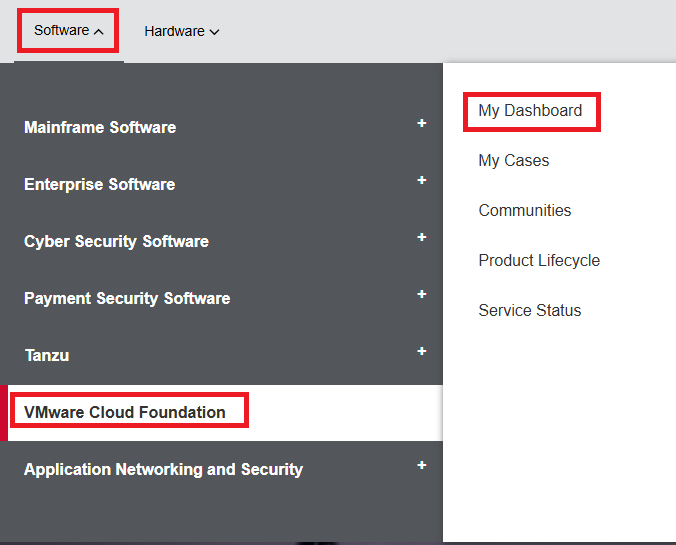 Software
Hardware
Mainframe Software +
Enterprise Software +
Cyber Security Software +
Payment Security Software +
Tanzu +
VMware Cloud Foundation
Application Networking and Security +
My Dashboard
My Cases
Communities
Product Lifecycle
Service Status